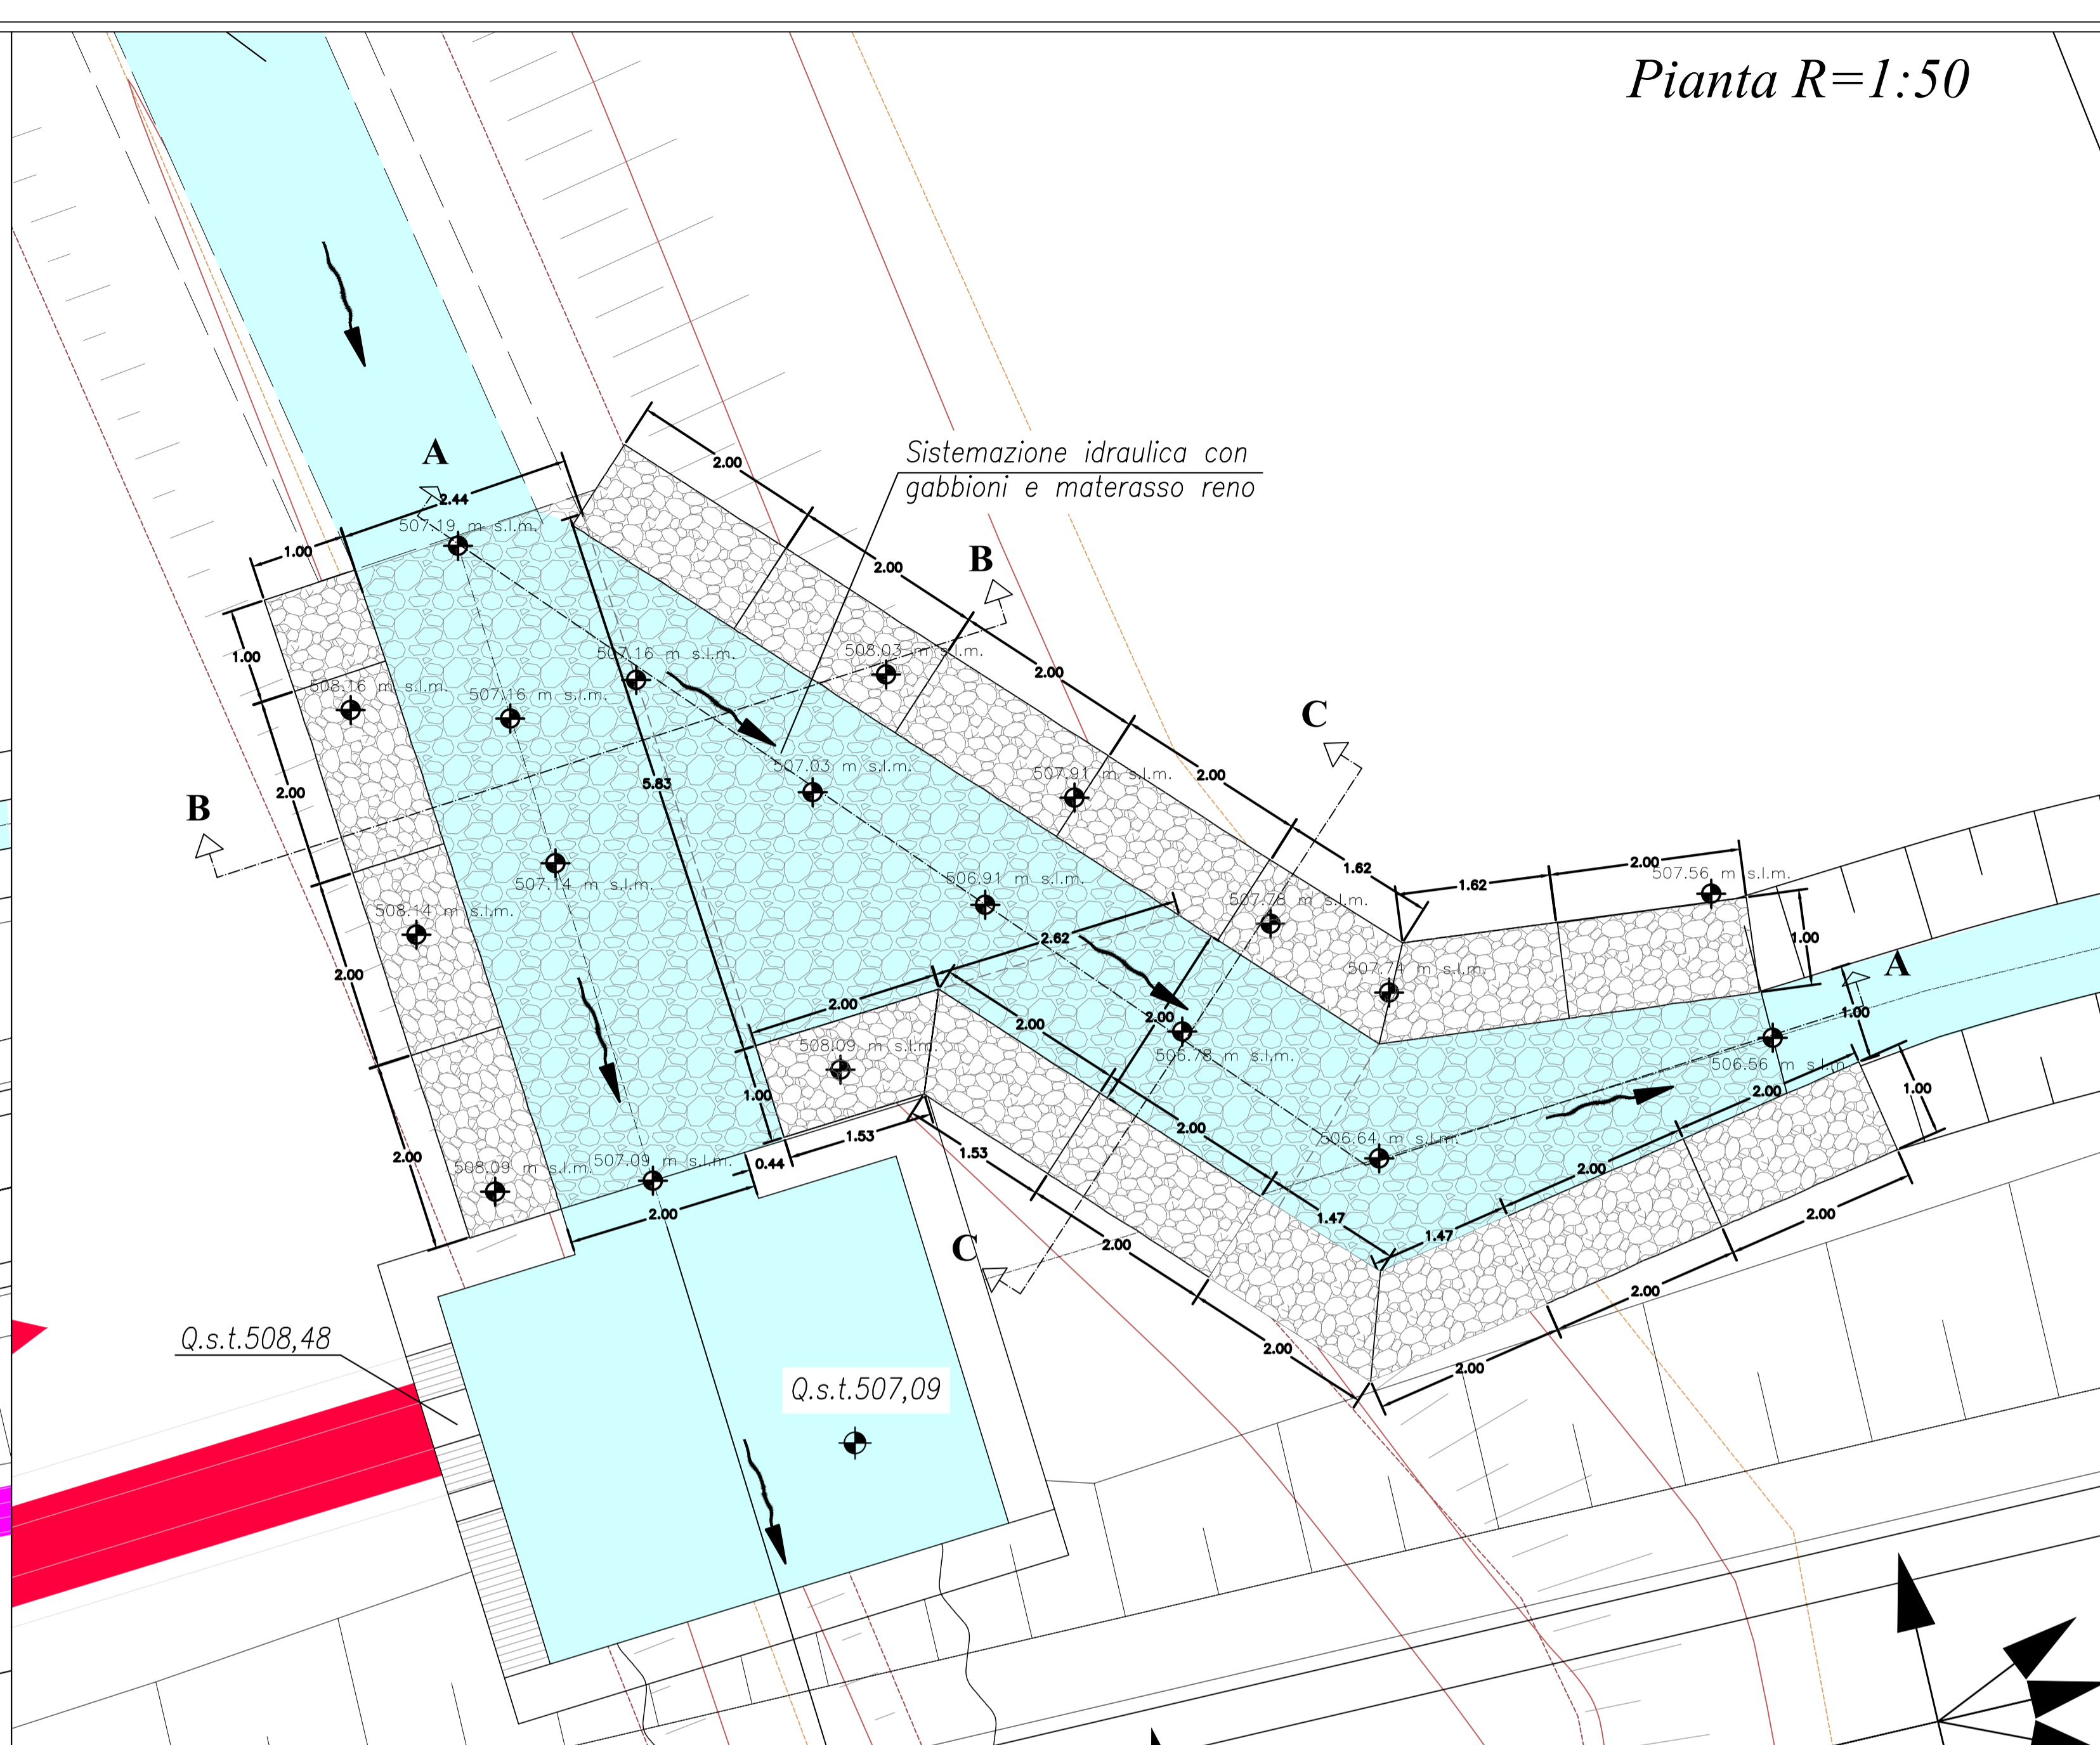 Pianta R=1:50
Sistemazione idraulica con
gabbioni e materasso reno
A
2.44
507.19 m s.l.m.
1.00
2.00
2.00
B
1.00
507.16 m s.l.m.
508.03 m s.l.m.
2.00
508.16 m s.l.m.
507.16 m s.l.m.
C
2.00
507.03 m s.l.m.
507.91 m s.l.m.
2.00
5.83
B
507.14 m s.l.m.
506.91 m s.l.m.
1.62
1.62
2.00
507.56 m s.l.m.
508.14 m s.l.m.
507.78 m s.l.m.
2.62
1.00
2.00
507.74 m s.l.m.
A
2.00
2.00
2.00
1.00
508.09 m s.l.m.
506.78 m s.l.m.
506.56 m s.l.m.
1.00
2.00
1.00
2.00
1.53
506.64 m s.l.m.
2.00
508.09 m s.l.m.
507.09 m s.l.m.
0.44
1.53
2.00
2.00
1.47
1.47
2.00
C
2.00
2.00
Q.s.t.508,48
2.00
2.00
Q.s.t.507,09